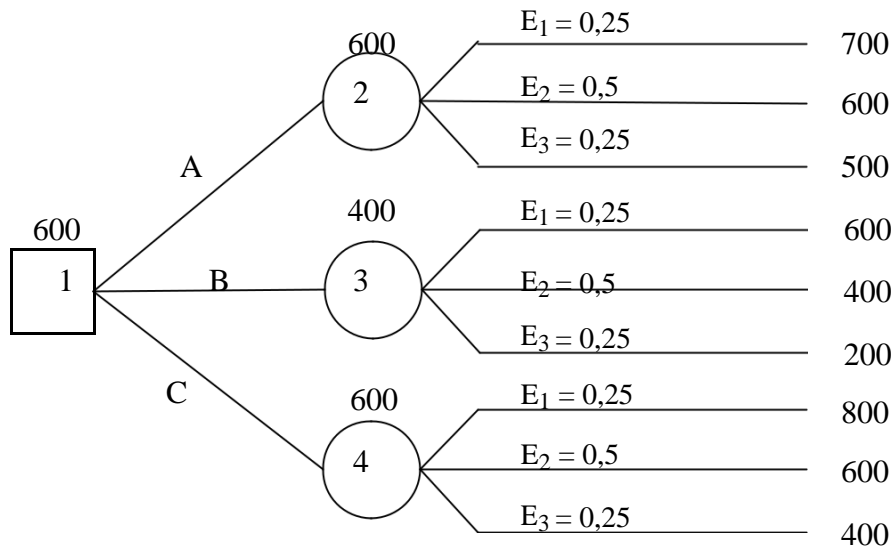 E₁ = 0,25
600
700
2
E₂ = 0,5
600
E₃ = 0,25
A
500
400
E₁ = 0,25
600
600
1
B
3
E₂ = 0,5
400
E₃ = 0,25
200
C
600
E₁ = 0,25
800
4
E₂ = 0,5
600
E₃ = 0,25
400